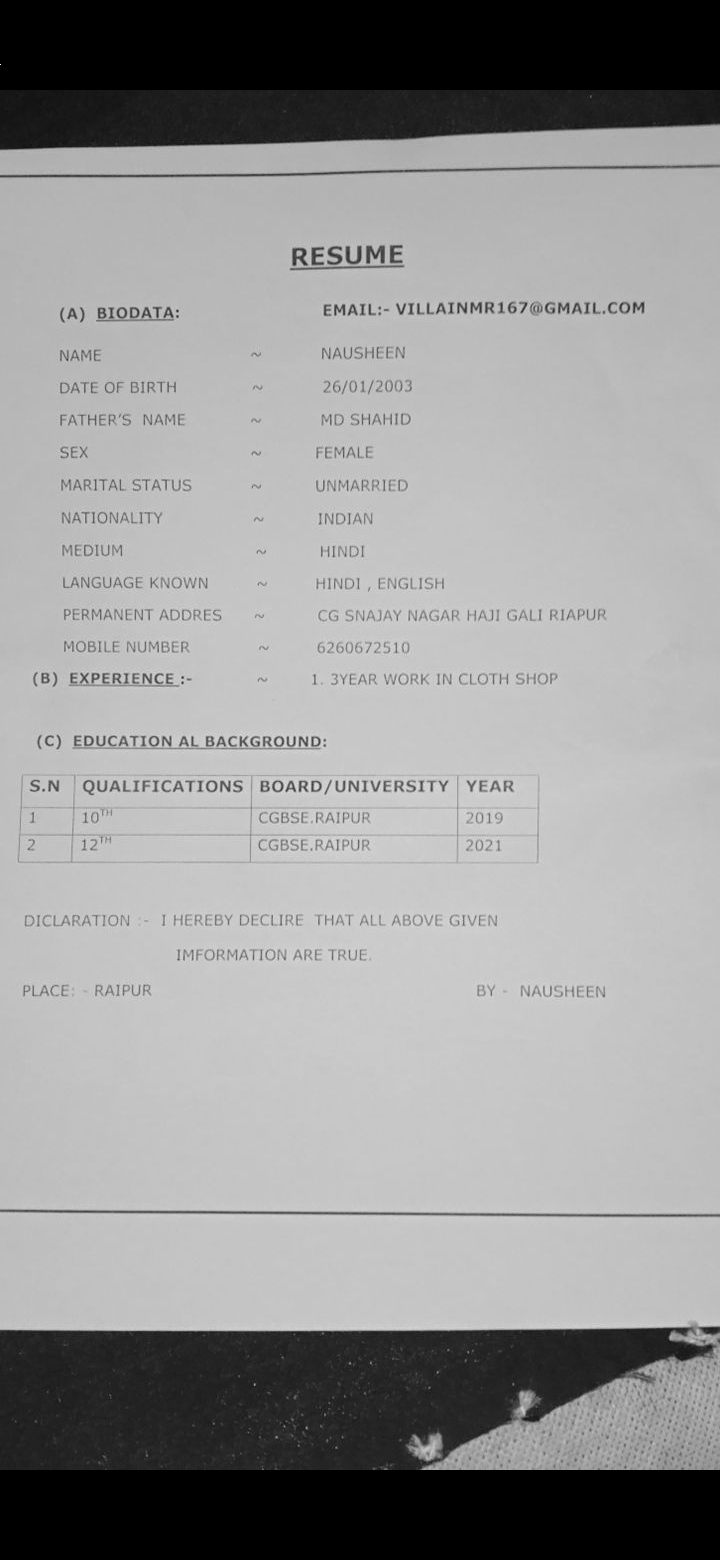 RESUME
(A) BIODATA: EMAIL:- VILLAINMR167@GMAIL.COM
NAME ~ NAUSHEEN
DATE OF BIRTH ~ 26/01/2003
FATHER'S NAME ~ MD SHAHID
SEX ~ FEMALE
MARITAL STATUS ~ UNMARRIED
NATIONALITY ~ INDIAN
MEDIUM ~ HINDI
LANGUAGE KNOWN ~ HINDI , ENGLISH
PERMANENT ADDRES ~ CG SNAJAY NAGAR HAJI GALI RIAPUR
MOBILE NUMBER ~ 6260672510
(B) EXPERIENCE :- ~ 1. 3YEAR WORK IN CLOTH SHOP
(C) EDUCATION AL BACKGROUND:
S.N QUALIFICATIONS BOARD/UNIVERSITY YEAR
1 10TH CGBSE.RAIPUR 2019
2 12TH CGBSE.RAIPUR 2021
DICLARATION :- I HEREBY DECLIRE THAT ALL ABOVE GIVEN
IMFORMATION ARE TRUE.
PLACE: - RAIPUR BY - NAUSHEEN